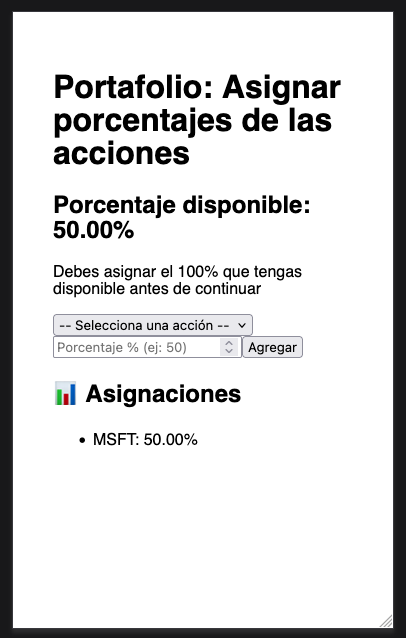 Portafolio: Asignar
porcentajes de las
acciones
Porcentaje disponible:
50.00%
Debes asignar el 100% que tengas
disponible antes de continuar
-- Selecciona una acción --
Porcentaje % (ej: 50) Agregar
📊 Asignaciones
• MSFT: 50.00%